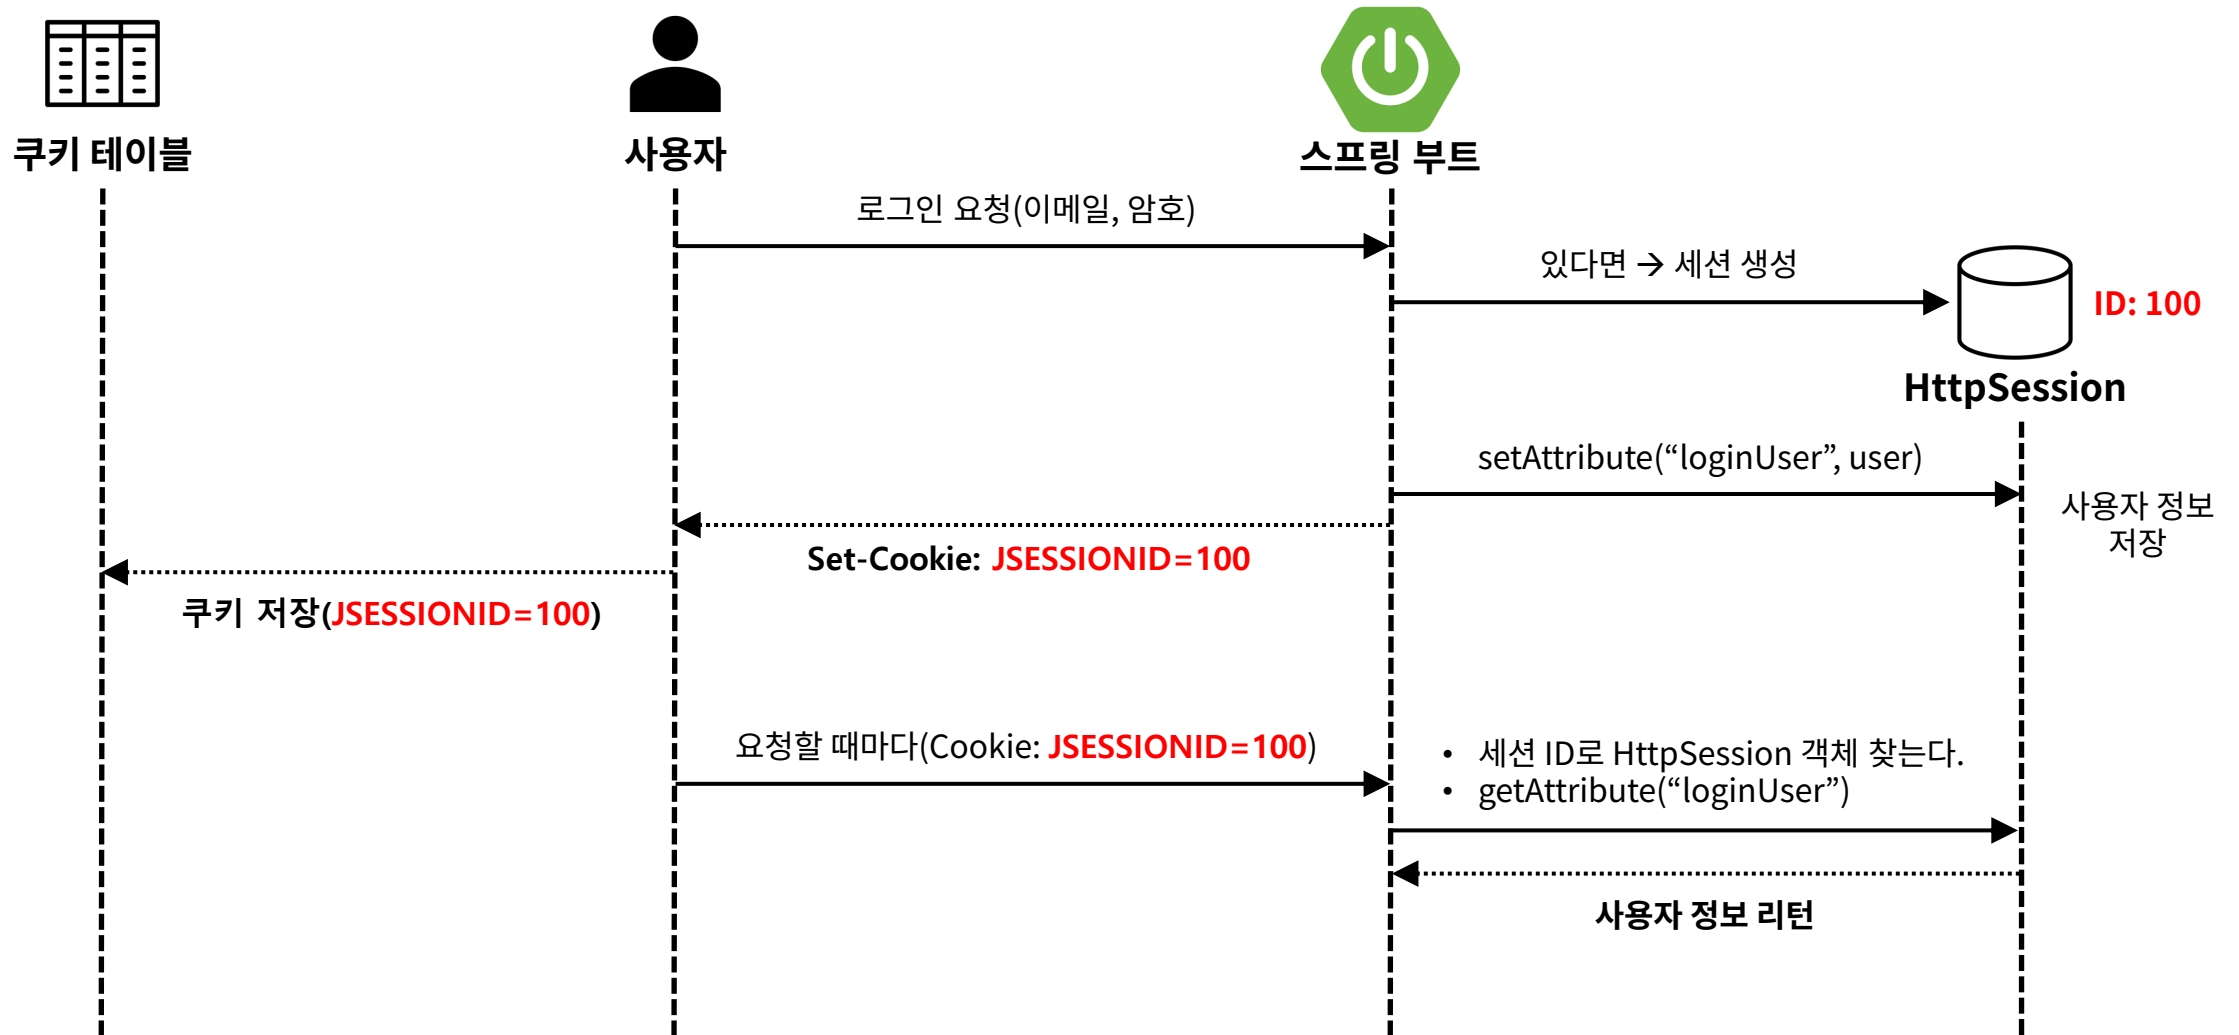 쿠키 테이블
사용자
스프링 부트
로그인 요청(이메일, 암호)
있다면 → 세션 생성
ID: 100
HttpSession
setAttribute(“loginUser”, user)
사용자 정보
저장
Set-Cookie: JSESSIONID=100
쿠키 저장(JSESSIONID=100)
요청할 때마다(Cookie: JSESSIONID=100)
• 세션 ID로 HttpSession 객체 찾는다.
• getAttribute(“loginUser”)
사용자 정보 리턴